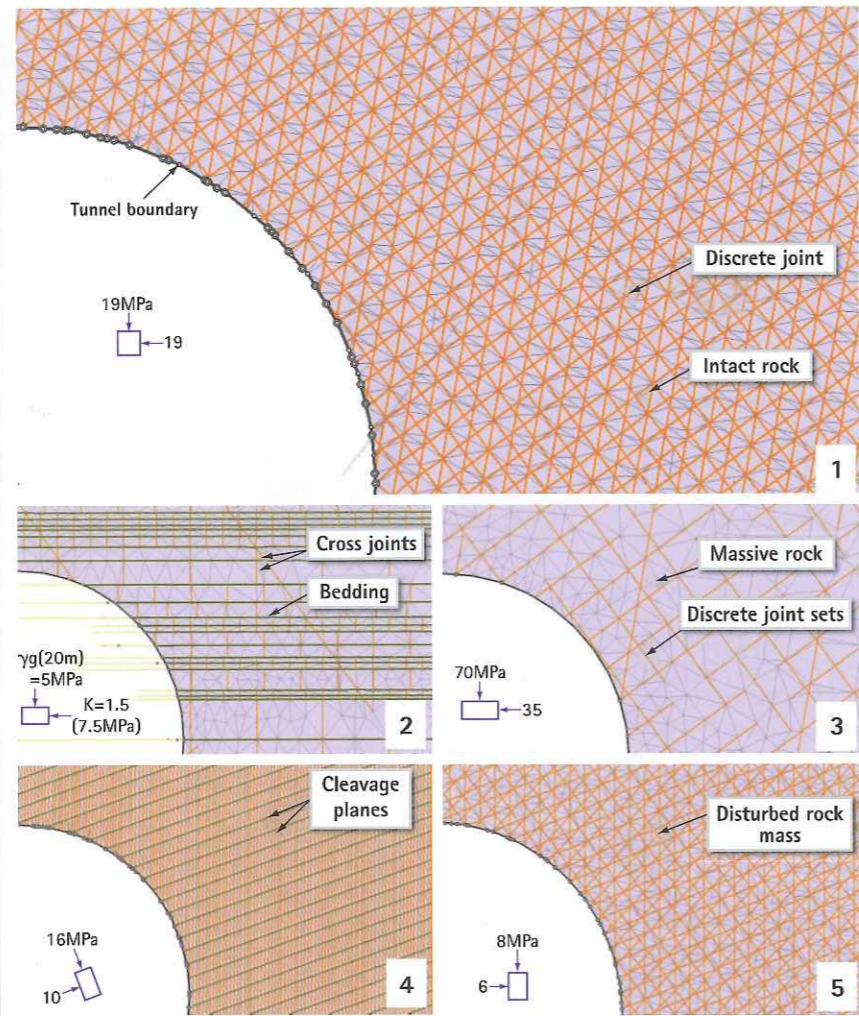 Tunnel boundary
19MPa
19
Discrete joint
Intact rock
1
Cross joints
Bedding
γg(20m)
=5MPa
K=1.5
(7.5MPa)
2
Massive rock
Discrete joint sets
70MPa
35
3
Cleavage
planes
16MPa
10
4
Disturbed rock
mass
8MPa
6
5